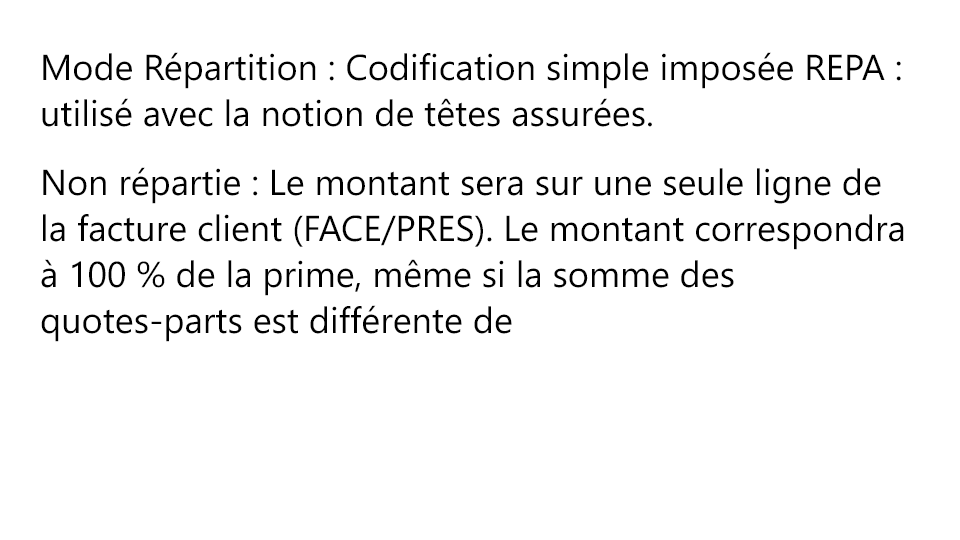 Mode Répartition : Codification simple imposée REPA :
utilisé avec la notion de têtes assurées.
Non répartie : Le montant sera sur une seule ligne de
la facture client (FACE/PRES). Le montant correspondra
à 100 % de la prime, même si la somme des
quotes-parts est différente de